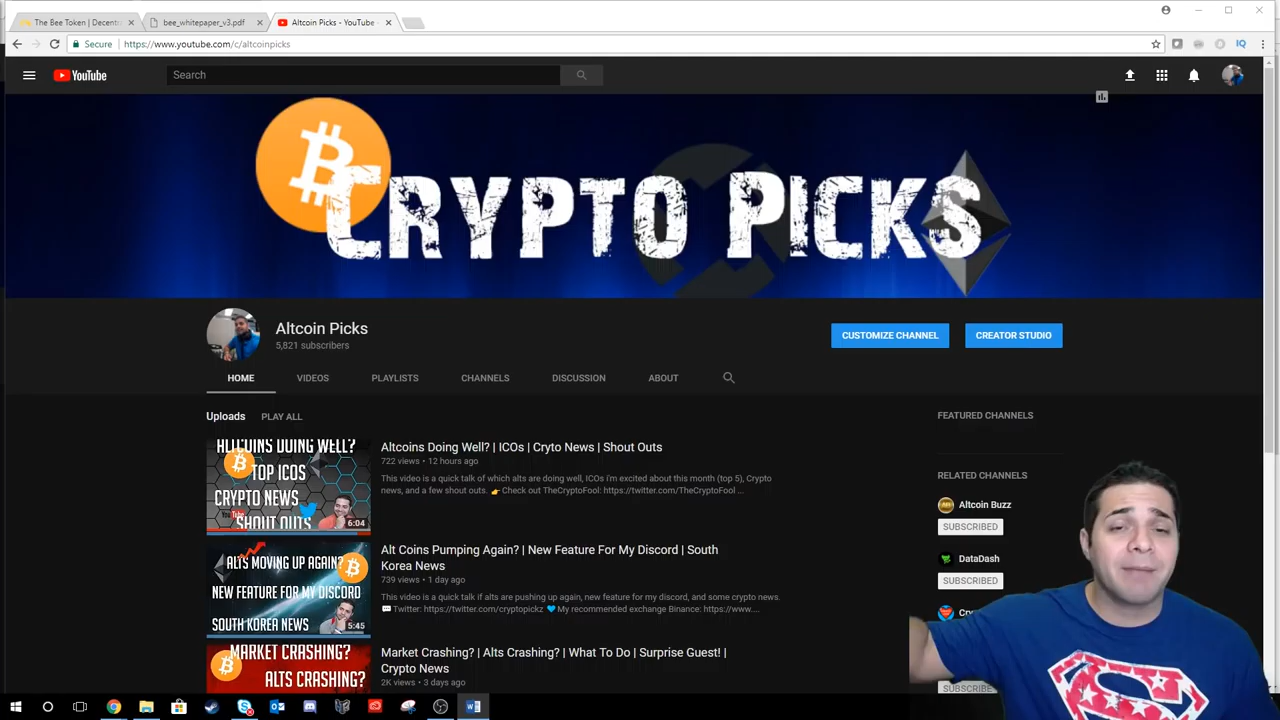 The Bee Token | Decentr
bee_whitepaper_v3.pdf
Altcoin Picks - YouTube
Secure
https://www.youtube.com/c/altcoinpicks
YouTube
Search
CRYPTO PICKS
Altcoin Picks
5,821 subscribers
CUSTOMIZE CHANNEL
CREATOR STUDIO
HOME
VIDEOS
PLAYLISTS
CHANNELS
DISCUSSION
ABOUT
Uploads
PLAY ALL
ALTCOINS DOING WELL?
TOP ICOS
CRYPTO NEWS
SHOUT OUTS
6:04
Altcoins Doing Well? | ICOs | Cryto News | Shout Outs
722 views • 12 hours ago
This video is a quick talk of which alts are doing well, ICOs i'm excited about this month (top 5), Crypto
news, and a few shout outs. 👉 Check out TheCryptoFool: https://twitter.com/TheCryptoFool ...
ALTS MOVING UP AGAIN?
NEW FEATURE FOR MY DISCORD
SOUTH KOREA NEWS
5:45
Alt Coins Pumping Again? | New Feature For My Discord | South
Korea News
739 views • 1 day ago
This video is a quick talk if alts are pushing up again, new feature for my discord, and some crypto news.
💬 Twitter: https://twitter.com/cryptopickz 💙 My recommended exchange Binance: https://www....
MARKET CRASHING?
ALTS CRASHING?
Market Crashing? | Alts Crashing? | What To Do | Surprise Guest! |
Crypto News
2K views • 3 days ago
FEATURED CHANNELS
RELATED CHANNELS
Altcoin Buzz
SUBSCRIBED
DataDash
SUBSCRIBED
SUBSCRIBE